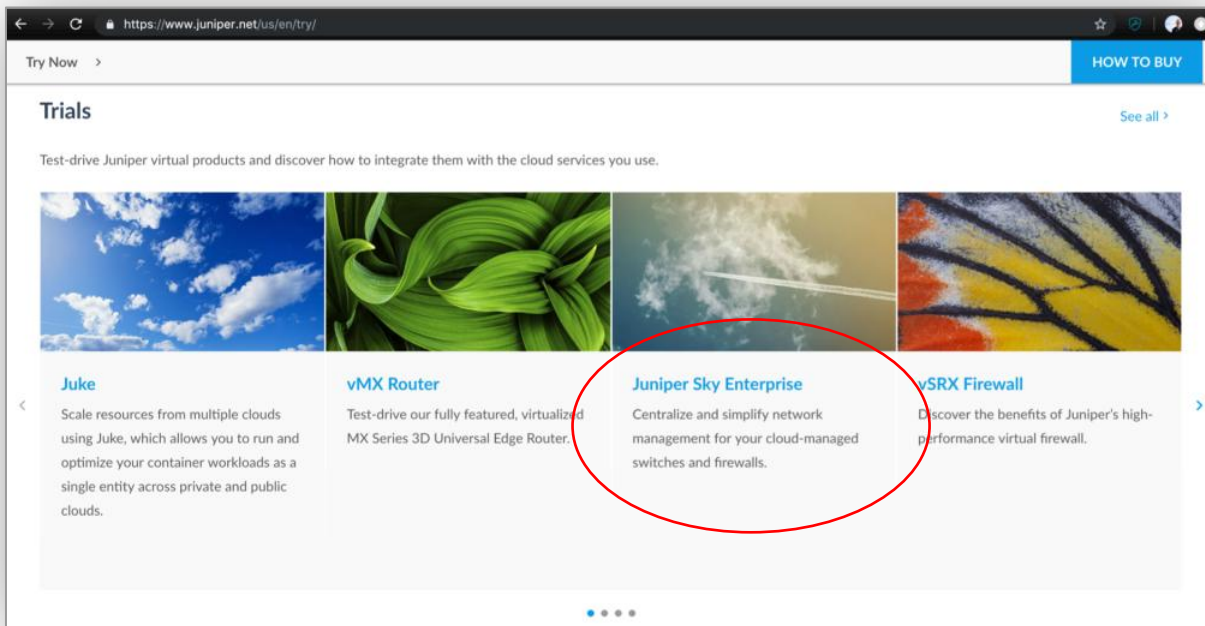 https://www.juniper.net/us/en/try/
Try Now >
HOW TO BUY
Trials
See all >
Test-drive Juniper virtual products and discover how to integrate them with the cloud services you use.
Juke
Scale resources from multiple clouds
using Juke, which allows you to run and
optimize your container workloads as a
single entity across private and public
clouds.
vMX Router
Test-drive our fully featured, virtualized
MX Series 3D Universal Edge Router.
Juniper Sky Enterprise
Centralize and simplify network
management for your cloud-managed
switches and firewalls.
vSRX Firewall
Discover the benefits of Juniper's high-
performance virtual firewall.